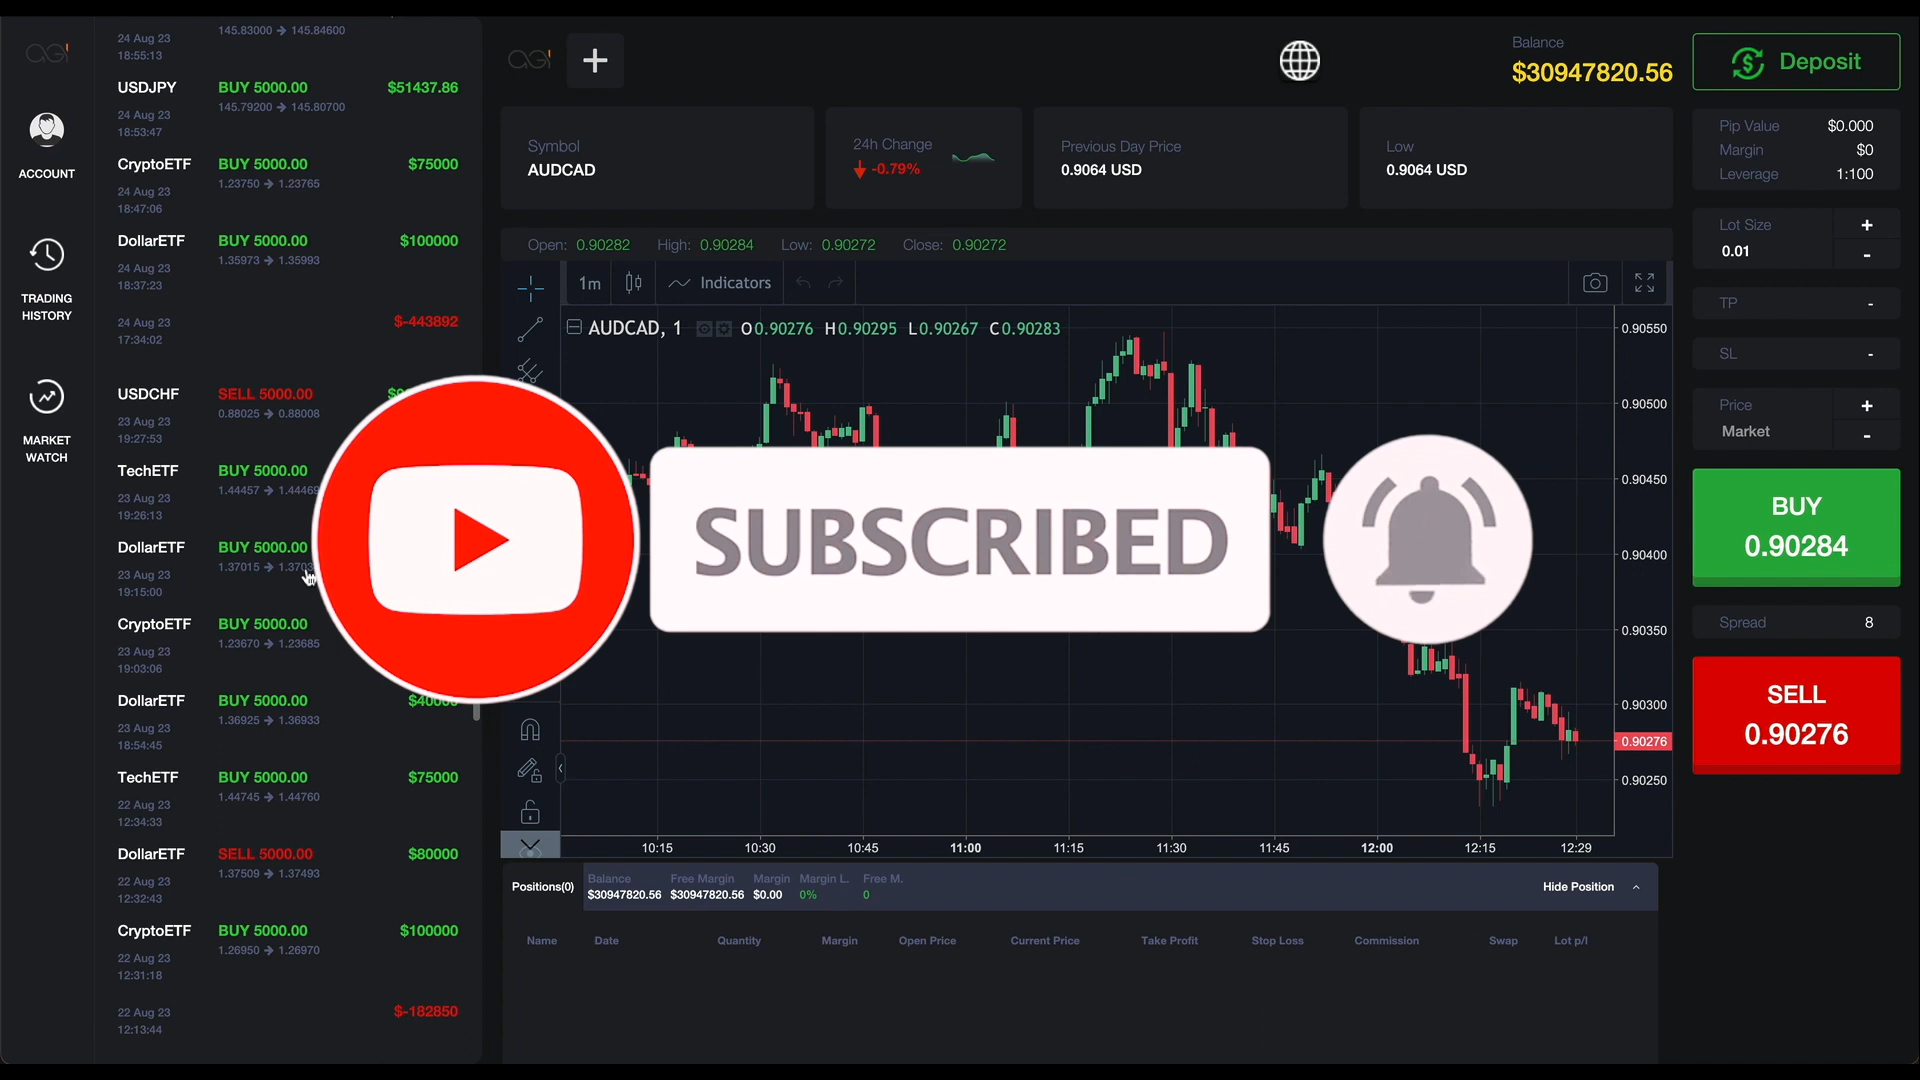 ACCOUNT
TRADING
HISTORY
MARKET
WATCH
145.83000 → 145.84600
24 Aug 23
18:55:13
USDJPY BUY 5000.00 $51437.86
145.79200 → 145.80700
24 Aug 23
18:53:47
CryptoETF BUY 5000.00 $75000
1.23750 → 1.23765
24 Aug 23
18:47:06
DollarETF BUY 5000.00 $100000
1.35973 → 1.35993
24 Aug 23
18:37:23
24 Aug 23 $-443892
17:34:02
USDCHF SELL 5000.00
0.88025 → 0.88008
23 Aug 23
19:27:53
TechETF BUY 5000.00
1.44457 → 1.44469
23 Aug 23
19:26:13
DollarETF BUY 5000.00
1.37015 →
23 Aug 23
19:15:00
CryptoETF BUY 5000.00
1.23670 → 1.23685
23 Aug 23
19:03:06
DollarETF BUY 5000.00 $40000
1.36925 → 1.36933
23 Aug 23
18:54:45
TechETF BUY 5000.00 $75000
1.44745 → 1.44760
22 Aug 23
12:34:33
DollarETF SELL 5000.00 $80000
1.37509 → 1.37493
22 Aug 23
12:32:43
CryptoETF BUY 5000.00 $100000
1.26950 → 1.26970
22 Aug 23
12:31:18
22 Aug 23 $-182850
12:13:44
Balance
$30947820.56
Deposit
Symbol
AUDCAD
24h Change
-0.79%
Previous Day Price
0.9064 USD
Low
0.9064 USD
Open: 0.90282 High: 0.90284 Low: 0.90272 Close: 0.90272
1m Indicators
AUDCAD, 1 O0.90276 H0.90295 L0.90267 C0.90283
0.90550
0.90500
0.90450
0.90400
0.90350
0.90300
0.90276
0.90250
SUBSCRIBED
10:15 10:30 10:45 11:00 11:15 11:30 11:45 12:00 12:15 12:29
Positions(0)
Balance Free Margin Margin Margin L. Free M.
$30947820.56 $30947820.56 $0.00 0% 0
Hide Position
Name Date Quantity Margin Open Price Current Price Take Profit Stop Loss Commission Swap Lot p/l
Pip Value $0.000
Margin $0
Leverage 1:100
Lot Size +
0.01 -
TP -
SL -
Price +
Market -
BUY
0.90284
Spread 8
SELL
0.90276